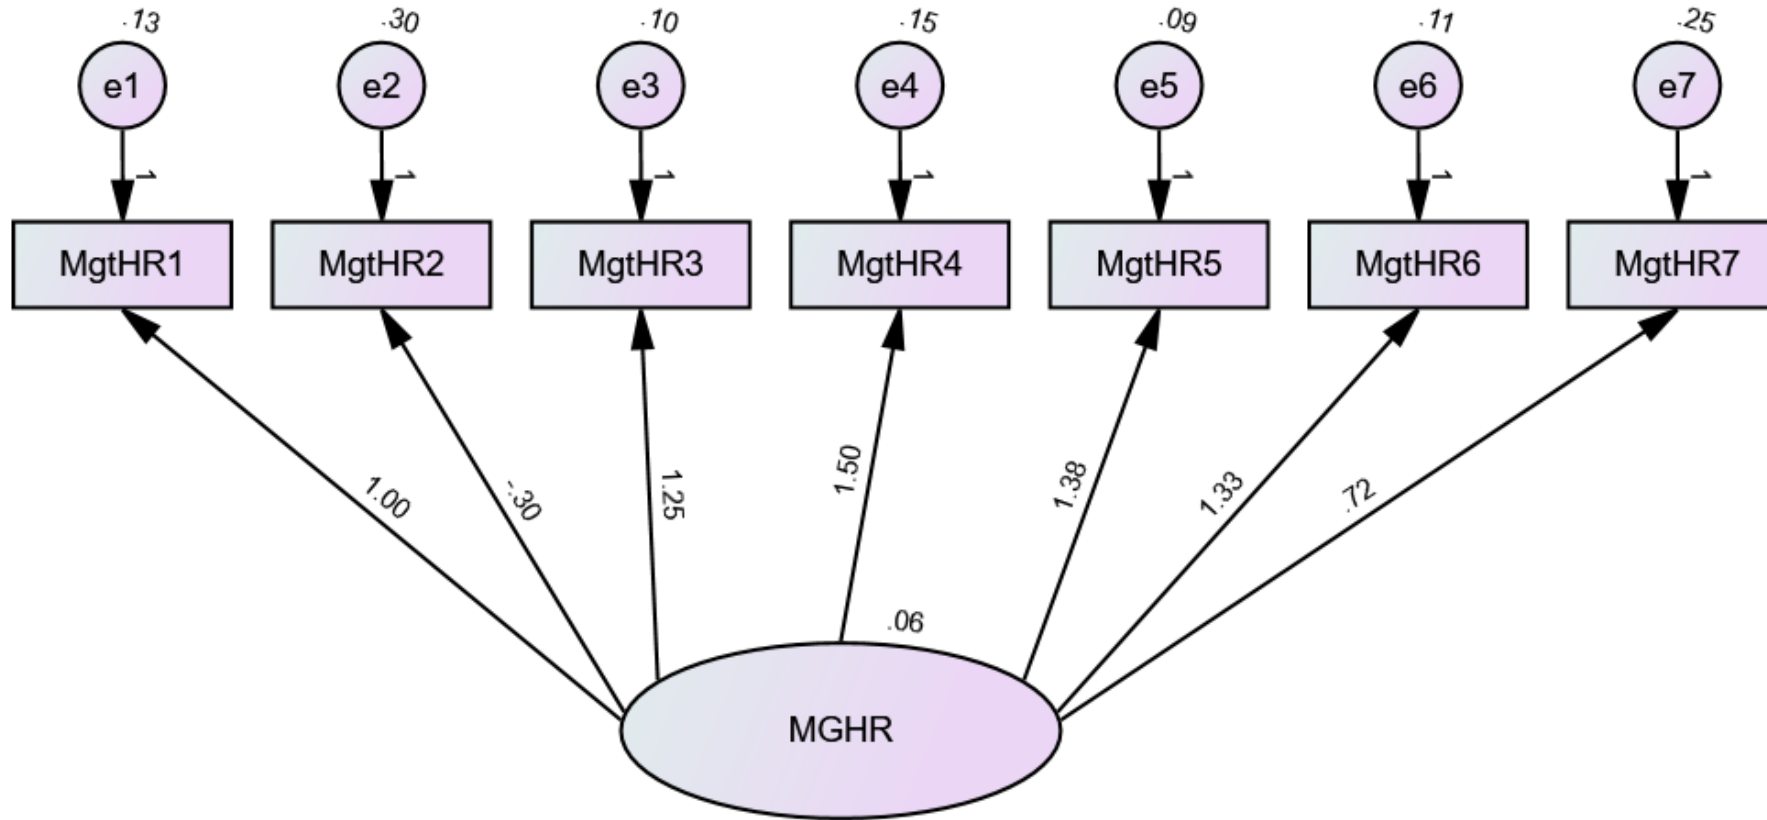 .13 .30 .10 .15 .09 .11 .25
e1 e2 e3 e4 e5 e6 e7
1 1 1 1 1 1 1
MgtHR1 MgtHR2 MgtHR3 MgtHR4 MgtHR5 MgtHR6 MgtHR7
1.00 -.30 1.25 1.50 1.38 1.33 .72
.06
MGHR